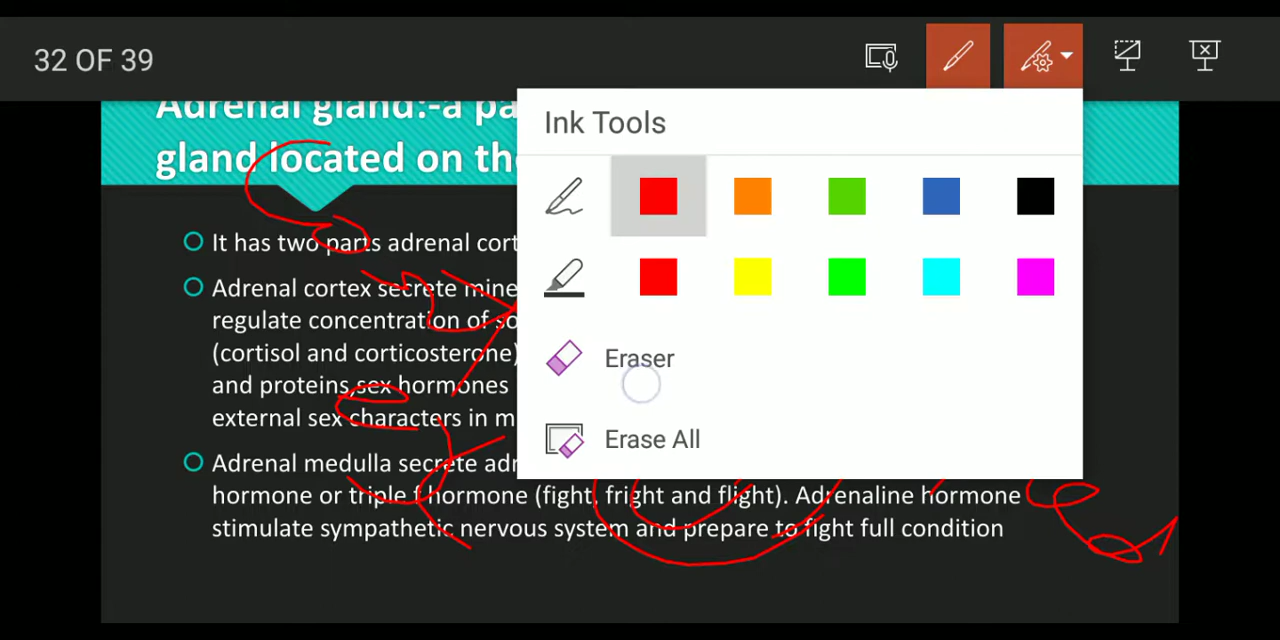 32 OF 39
Adrenal gland:-a pa
gland located on th
Ink Tools
Eraser
Erase All
It has two parts adrenal cort
Adrenal cortex secrete mine
regulate concentration of so
(cortisol and corticosterone)
and proteins,sex hormones
external sex characters in m
Adrenal medulla secrete adr
hormone or triple f hormone (fight, fright and flight). Adrenaline hormone
stimulate sympathetic nervous system and prepare to fight full condition